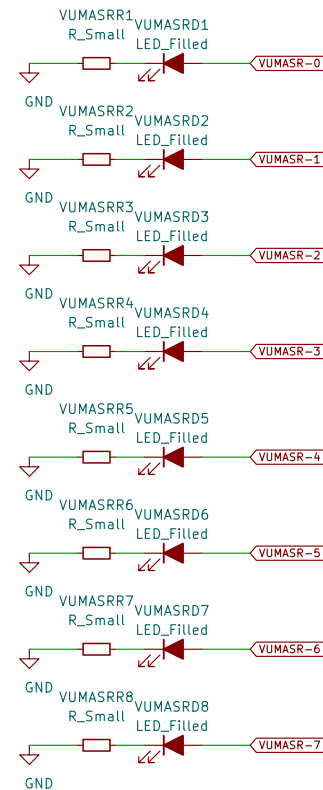 VUMASRR1
R_Small
VUMASRD1
LED_Filled
VUMASR-0
GND
VUMASRR2
R_Small
VUMASRD2
LED_Filled
VUMASR-1
GND
VUMASRR3
R_Small
VUMASRD3
LED_Filled
VUMASR-2
GND
VUMASRR4
R_Small
VUMASRD4
LED_Filled
VUMASR-3
GND
VUMASRR5
R_Small
VUMASRD5
LED_Filled
VUMASR-4
GND
VUMASRR6
R_Small
VUMASRD6
LED_Filled
VUMASR-5
GND
VUMASRR7
R_Small
VUMASRD7
LED_Filled
VUMASR-6
GND
VUMASRR8
R_Small
VUMASRD8
LED_Filled
VUMASR-7
GND